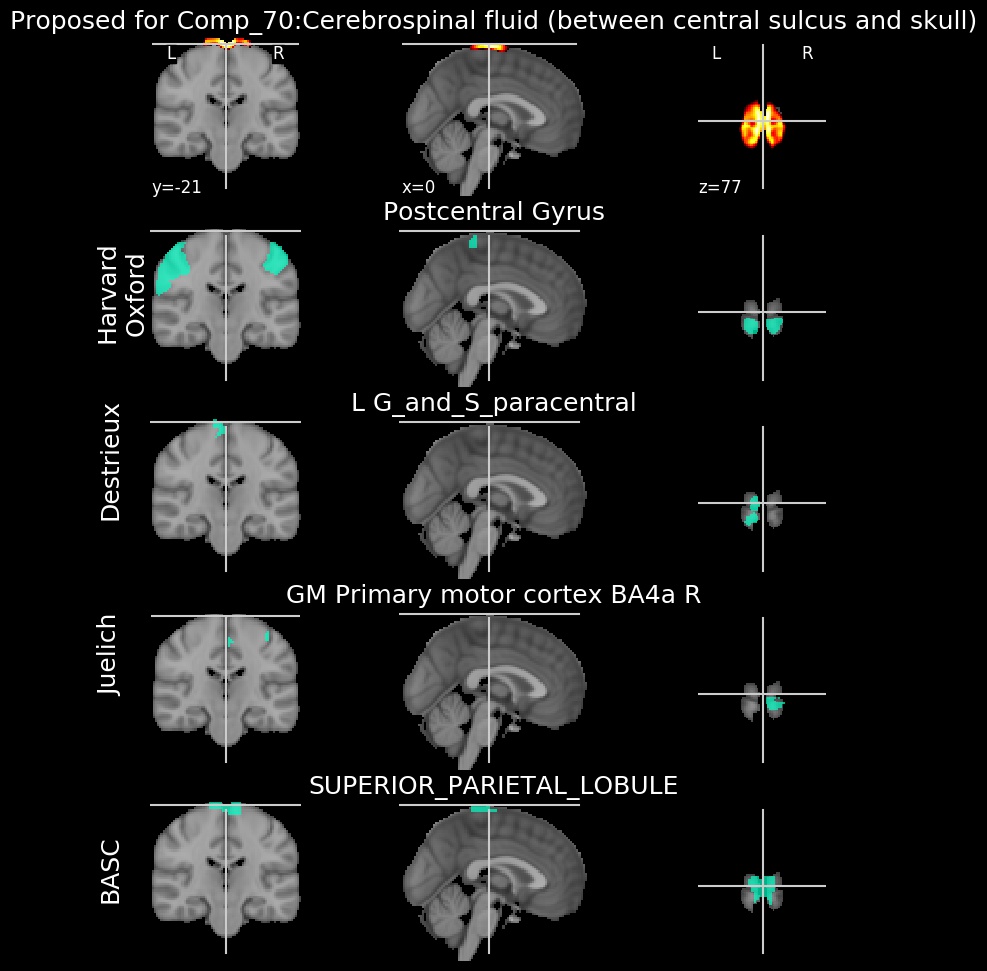 Proposed for Comp_70:Cerebrospinal fluid (between central sulcus and skull)
L R
L R
y=-21
x=0
z=77
Postcentral Gyrus
Harvard
Oxford
L G_and_S_paracentral
Destrieux
GM Primary motor cortex BA4a R
Juelich
SUPERIOR_PARIETAL_LOBULE
BASC